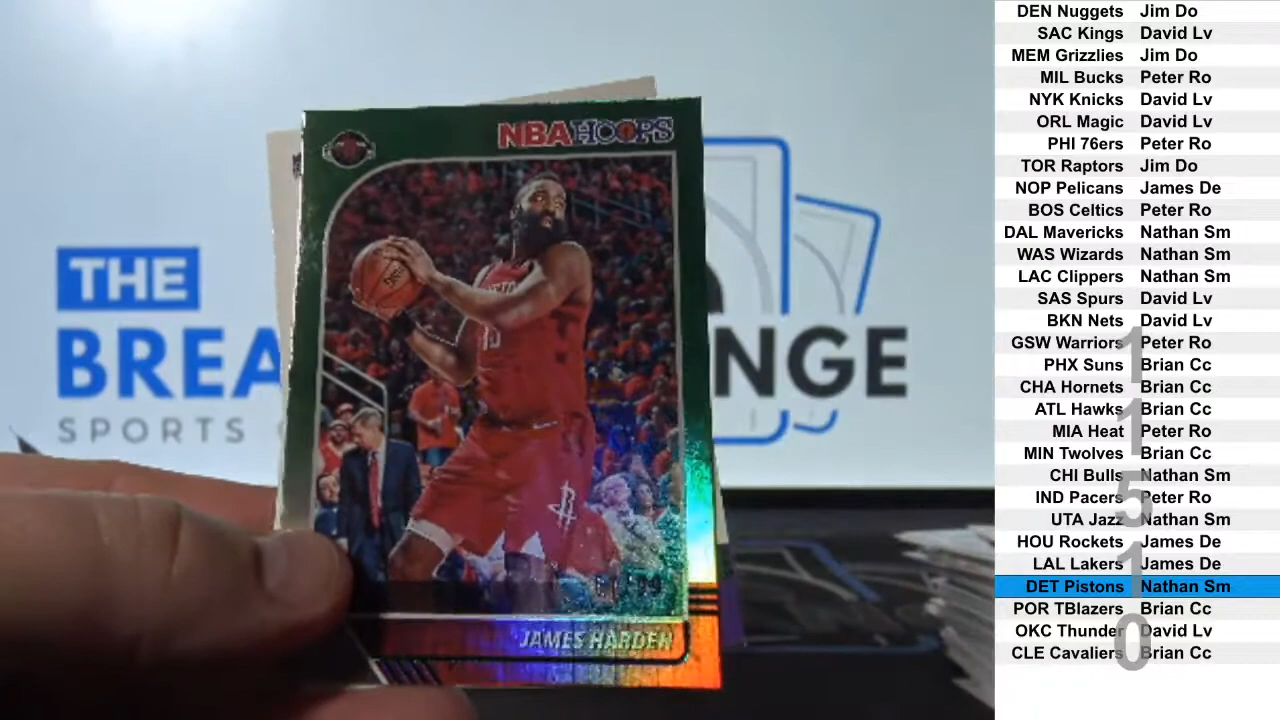 NBA HOOPS
JAMES HARDEN
THE
BREA NGE
SPORTS
DEN Nuggets Jim Do
SAC Kings David Lv
MEM Grizzlies Jim Do
MIL Bucks Peter Ro
NYK Knicks David Lv
ORL Magic David Lv
PHI 76ers Peter Ro
TOR Raptors Jim Do
NOP Pelicans James De
BOS Celtics Peter Ro
DAL Mavericks Nathan Sm
WAS Wizards Nathan Sm
LAC Clippers Nathan Sm
SAS Spurs David Lv
BKN Nets David Lv
GSW Warriors Peter Ro
PHX Suns Brian Cc
CHA Hornets Brian Cc
ATL Hawks Brian Cc
MIA Heat Peter Ro
MIN Twolves Brian Cc
CHI Bulls Nathan Sm
IND Pacers Peter Ro
UTA Jazz Nathan Sm
HOU Rockets James De
LAL Lakers James De
DET Pistons Nathan Sm
POR TBlazers Brian Cc
OKC Thunder David Lv
CLE Cavaliers Brian Cc
1
1
5
1
0